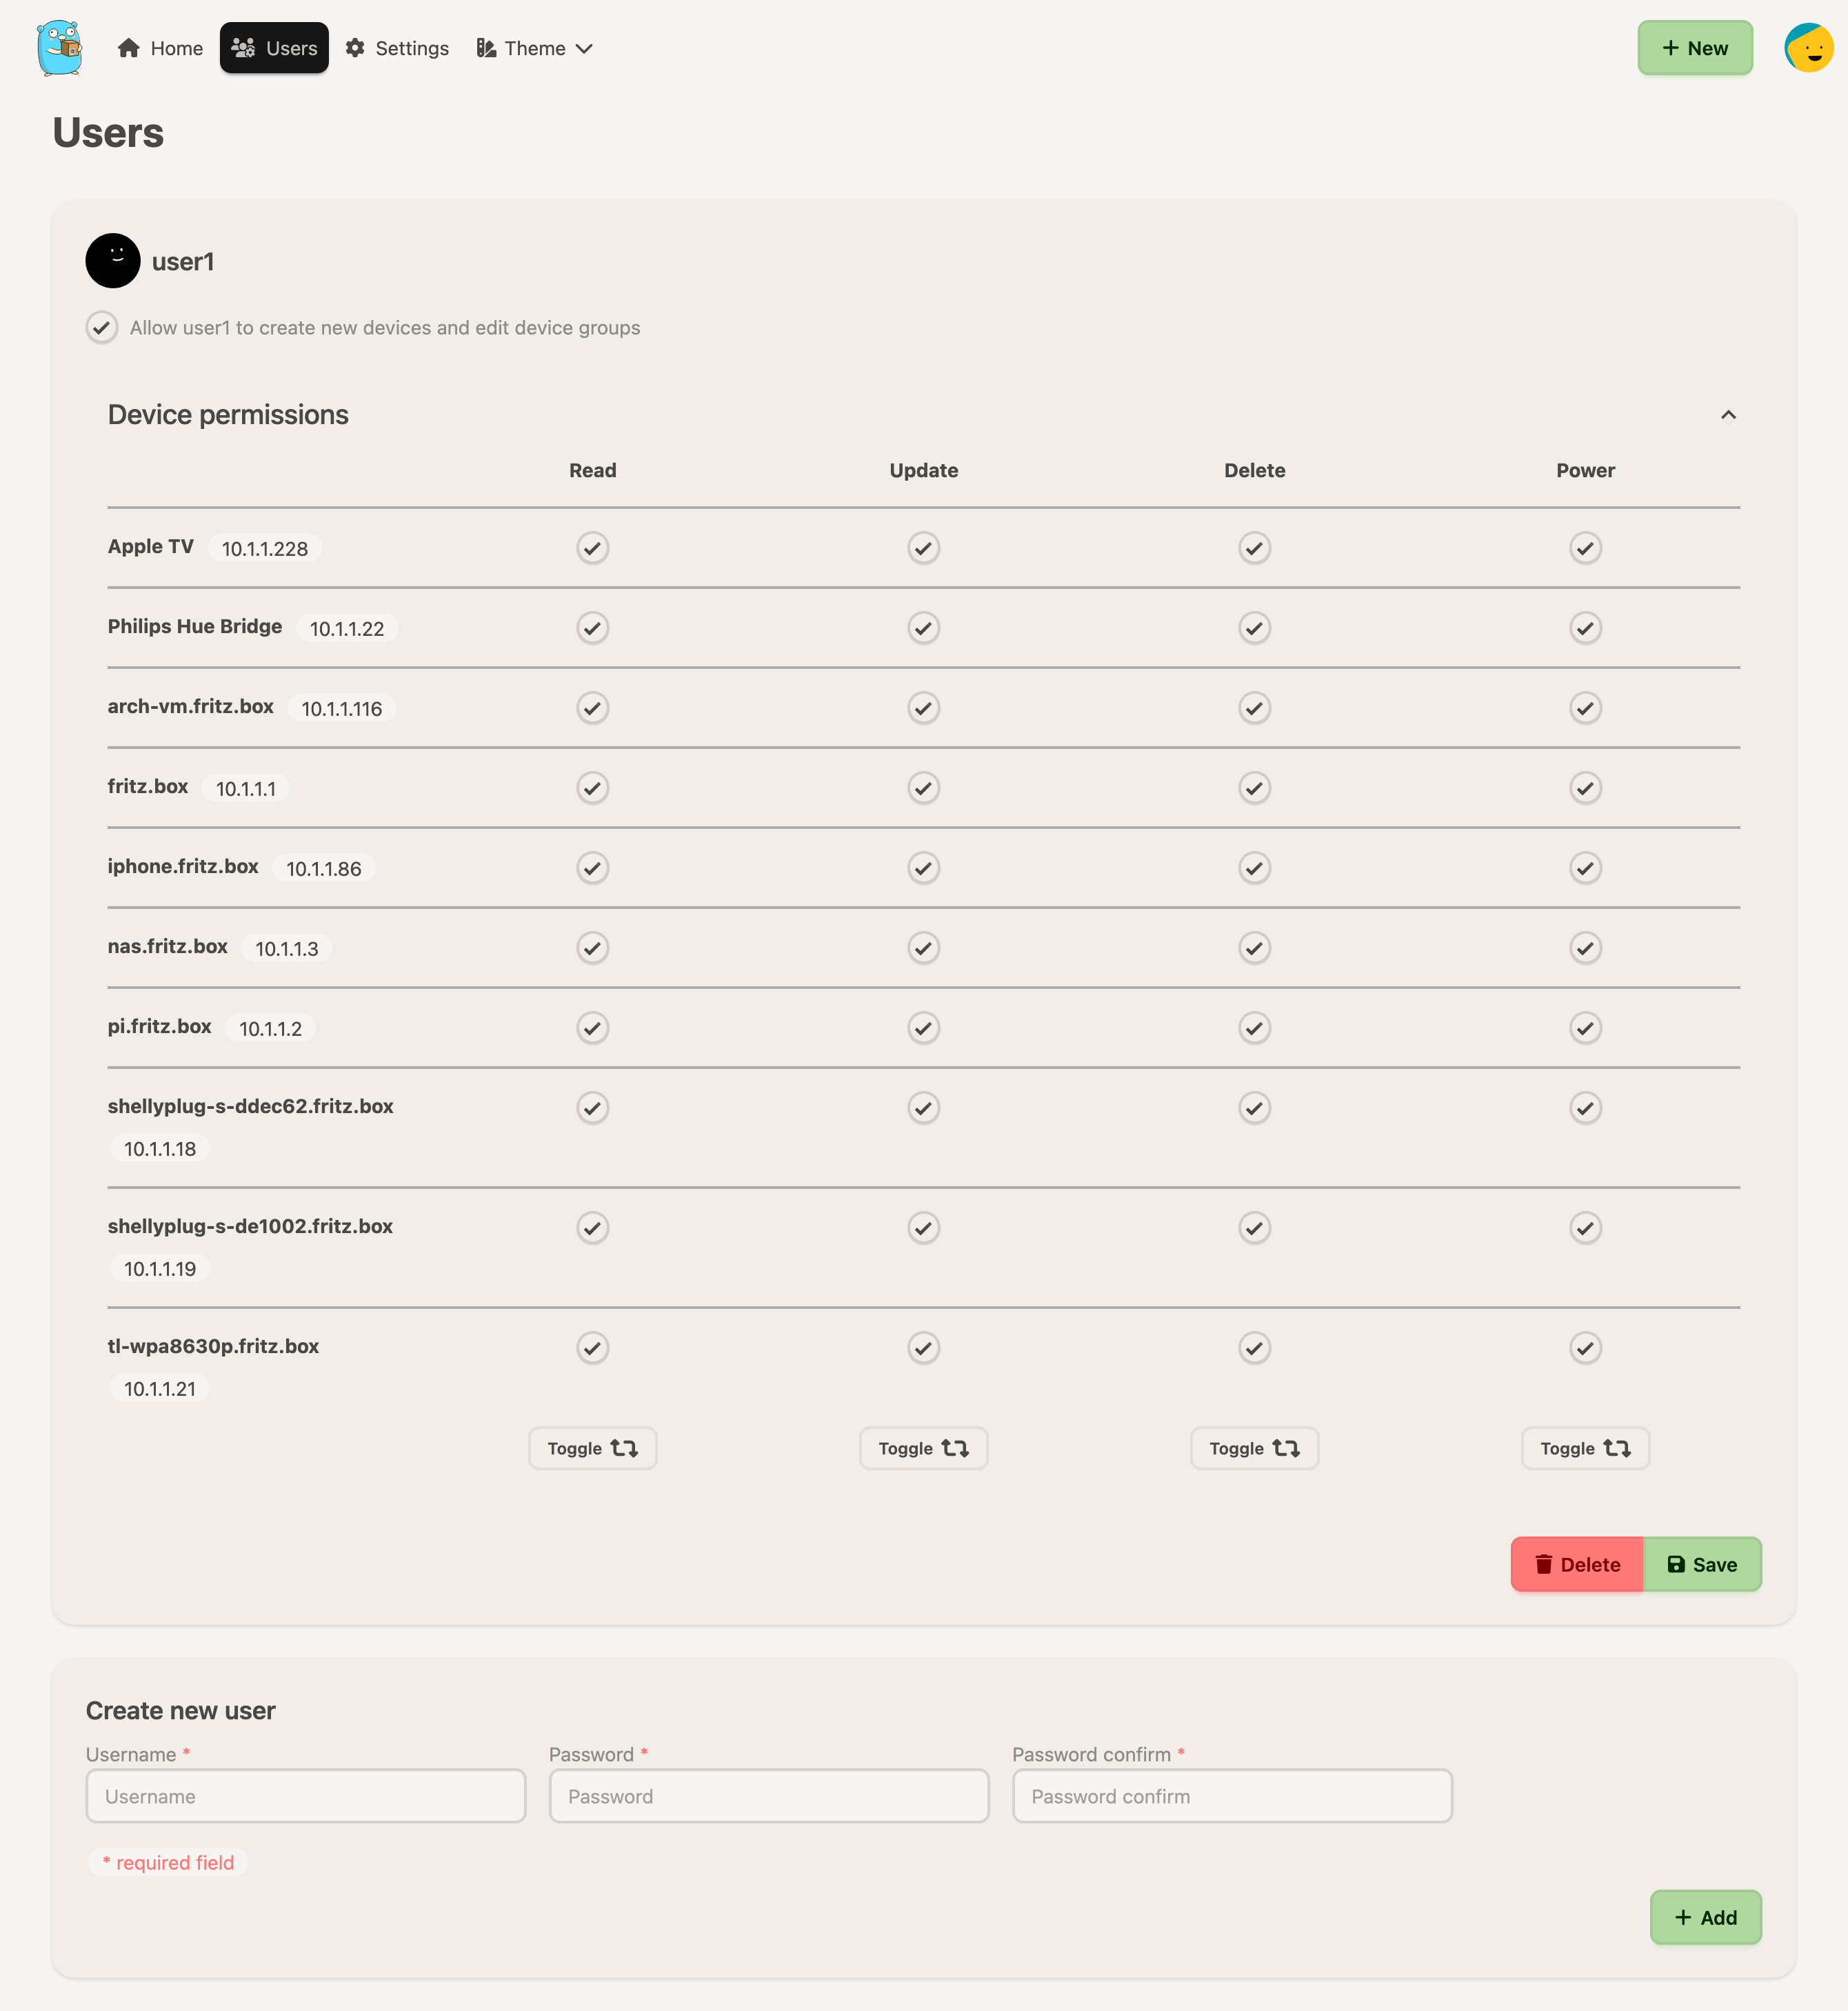 Home Users Settings Theme + New
Users
user1
Allow user1 to create new devices and edit device groups
Device permissions
Read Update Delete Power
Apple TV 10.1.1.228
Philips Hue Bridge 10.1.1.22
arch-vm.fritz.box 10.1.1.116
fritz.box 10.1.1.1
iphone.fritz.box 10.1.1.86
nas.fritz.box 10.1.1.3
pi.fritz.box 10.1.1.2
shellyplug-s-ddec62.fritz.box
10.1.1.18
shellyplug-s-de1002.fritz.box
10.1.1.19
tl-wpa8630p.fritz.box
10.1.1.21
Toggle Toggle Toggle Toggle
Delete Save
Create new user
Username * Password * Password confirm *
Username Password Password confirm
* required field
+ Add